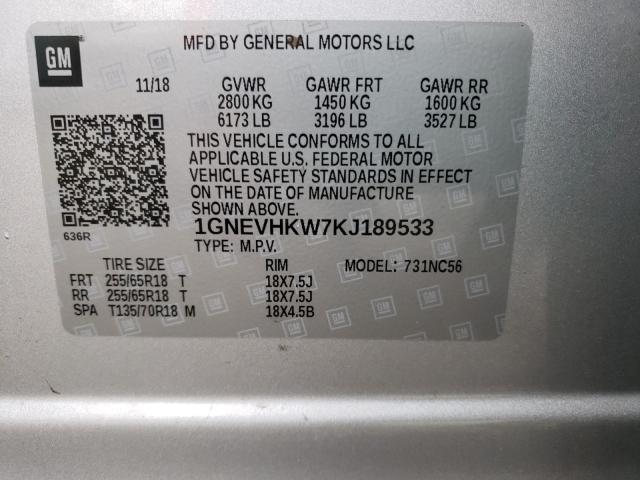 GM
MFD BY GENERAL MOTORS LLC
11/18 GVWR GAWR FRT GAWR RR
2800 KG 1450 KG 1600 KG
6173 LB 3196 LB 3527 LB
THIS VEHICLE CONFORMS TO ALL
APPLICABLE U.S. FEDERAL MOTOR
VEHICLE SAFETY STANDARDS IN EFFECT
ON THE DATE OF MANUFACTURE
SHOWN ABOVE.
636R
1GNEVHKW7KJ189533
TYPE: M.P.V.
TIRE SIZE RIM MODEL: 731NC56
FRT 255/65R18 T 18X7.5J
RR 255/65R18 T 18X7.5J
SPA T135/70R18 M 18X4.5B